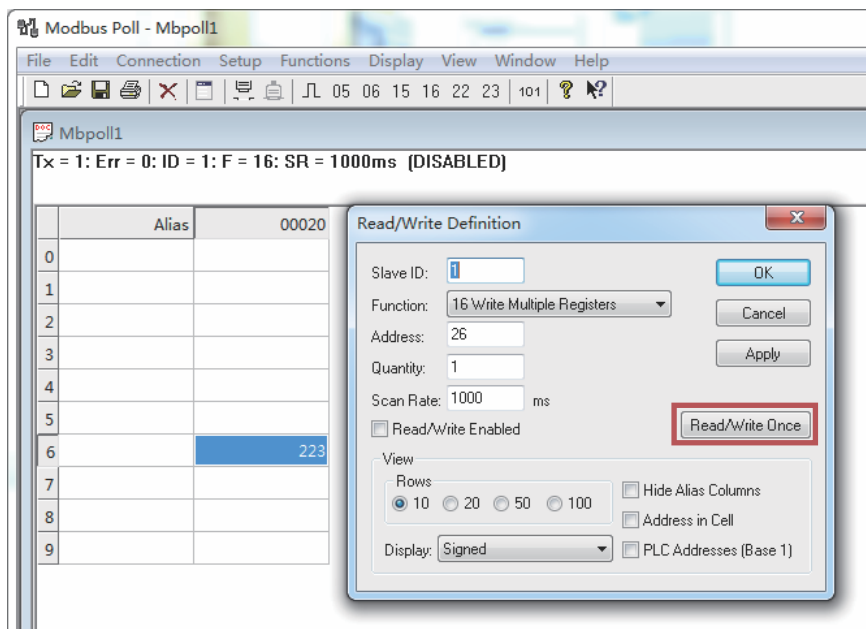 Modbus Poll - Mbpoll1
File Edit Connection Setup Functions Display View Window Help
05 06 15 16 22 23 101
DOC
Mbpoll1
Tx = 1: Err = 0: ID = 1: F = 16: SR = 1000ms (DISABLED)
Alias 00020
0
1
2
3
4
5
6 223
7
8
9
Read/Write Definition
Slave ID: 1
OK
Function: 16 Write Multiple Registers
Cancel
Address: 26
Apply
Quantity: 1
Scan Rate: 1000 ms
Read/Write Enabled
Read/Write Once
View
Rows
10 20 50 100
Hide Alias Columns
Address in Cell
Display: Signed
PLC Addresses (Base 1)